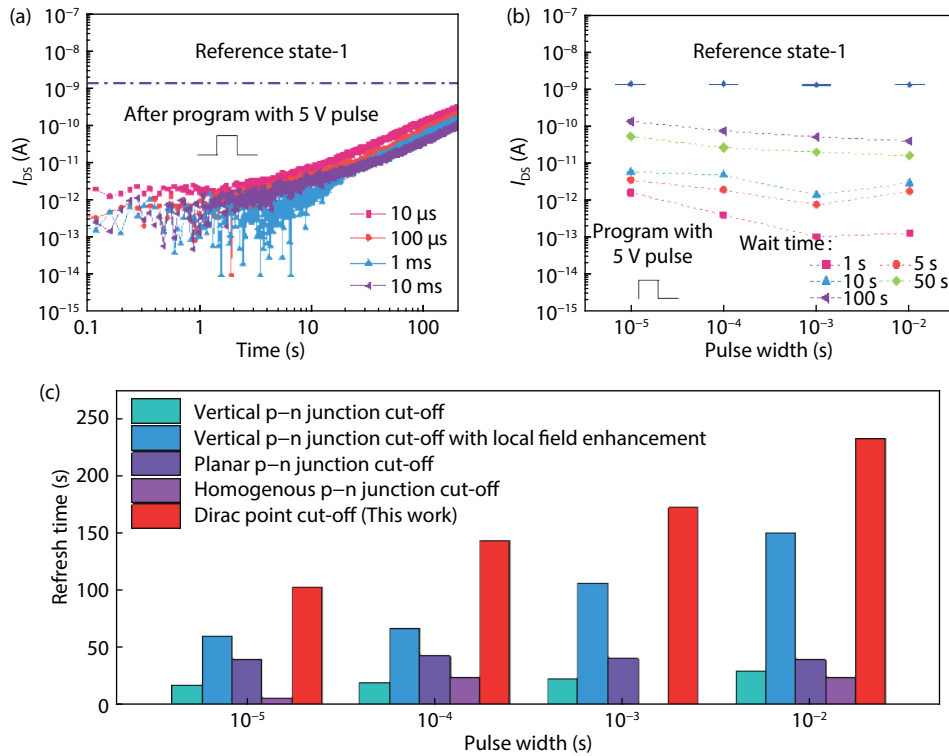 (a)
10⁻⁷
10⁻⁸
10⁻⁹
10⁻¹⁰
10⁻¹¹
10⁻¹²
10⁻¹³
10⁻¹⁴
10⁻¹⁵
I_DS (A)
Reference state-1
After program with 5 V pulse
10 μs
100 μs
1 ms
10 ms
0.1 1 10 100
Time (s)
(b)
10⁻⁷
10⁻⁸
10⁻⁹
10⁻¹⁰
10⁻¹¹
10⁻¹²
10⁻¹³
10⁻¹⁴
10⁻¹⁵
I_DS (A)
Reference state-1
Program with
5 V pulse
Wait time:
1 s 5 s
10 s 50 s
100 s
10⁻⁵ 10⁻⁴ 10⁻³ 10⁻²
Pulse width (s)
(c)
250
200
150
100
50
0
Refresh time (s)
Vertical p−n junction cut-off
Vertical p−n junction cut-off with local field enhancement
Planar p−n junction cut-off
Homogenous p−n junction cut-off
Dirac point cut-off (This work)
10⁻⁵ 10⁻⁴ 10⁻³ 10⁻²
Pulse width (s)